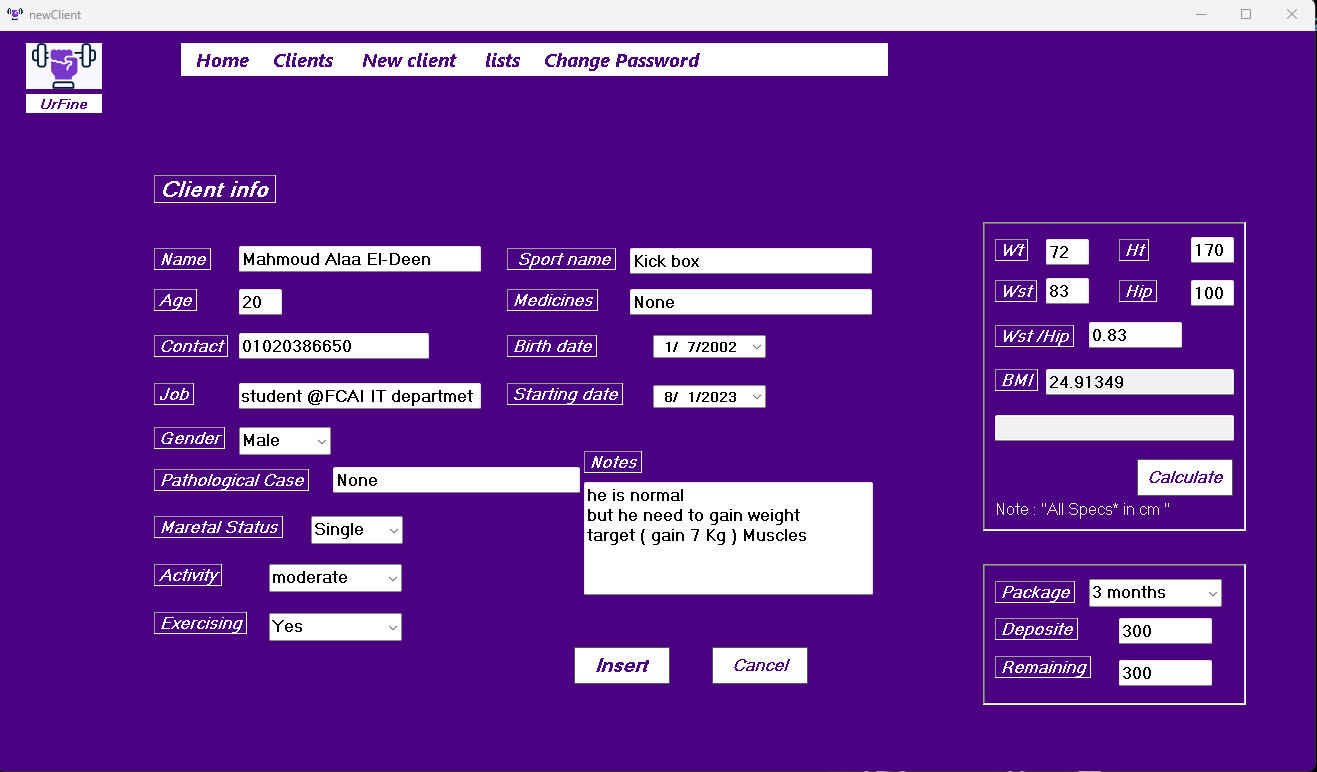 newClient
Home Clients New client lists Change Password
UrFine
Client info
Name Mahmoud Alaa El-Deen
Age 20
Contact 01020386650
Job student @FCAI IT departmet
Gender Male
Pathological Case None
Maretal Status Single
Activity moderate
Exercising Yes
Sport name Kick box
Medicines None
Birth date 1/ 7/2002
Starting date 8/ 1/2023
Notes
he is normal
but he need to gain weight
target ( gain 7 Kg ) Muscles
Insert Cancel
Wt 72 Ht 170
Wst 83 Hip 100
Wst /Hip 0.83
BMI 24.91349
Calculate
Note : "All Specs* in cm "
Package 3 months
Deposite 300
Remaining 300